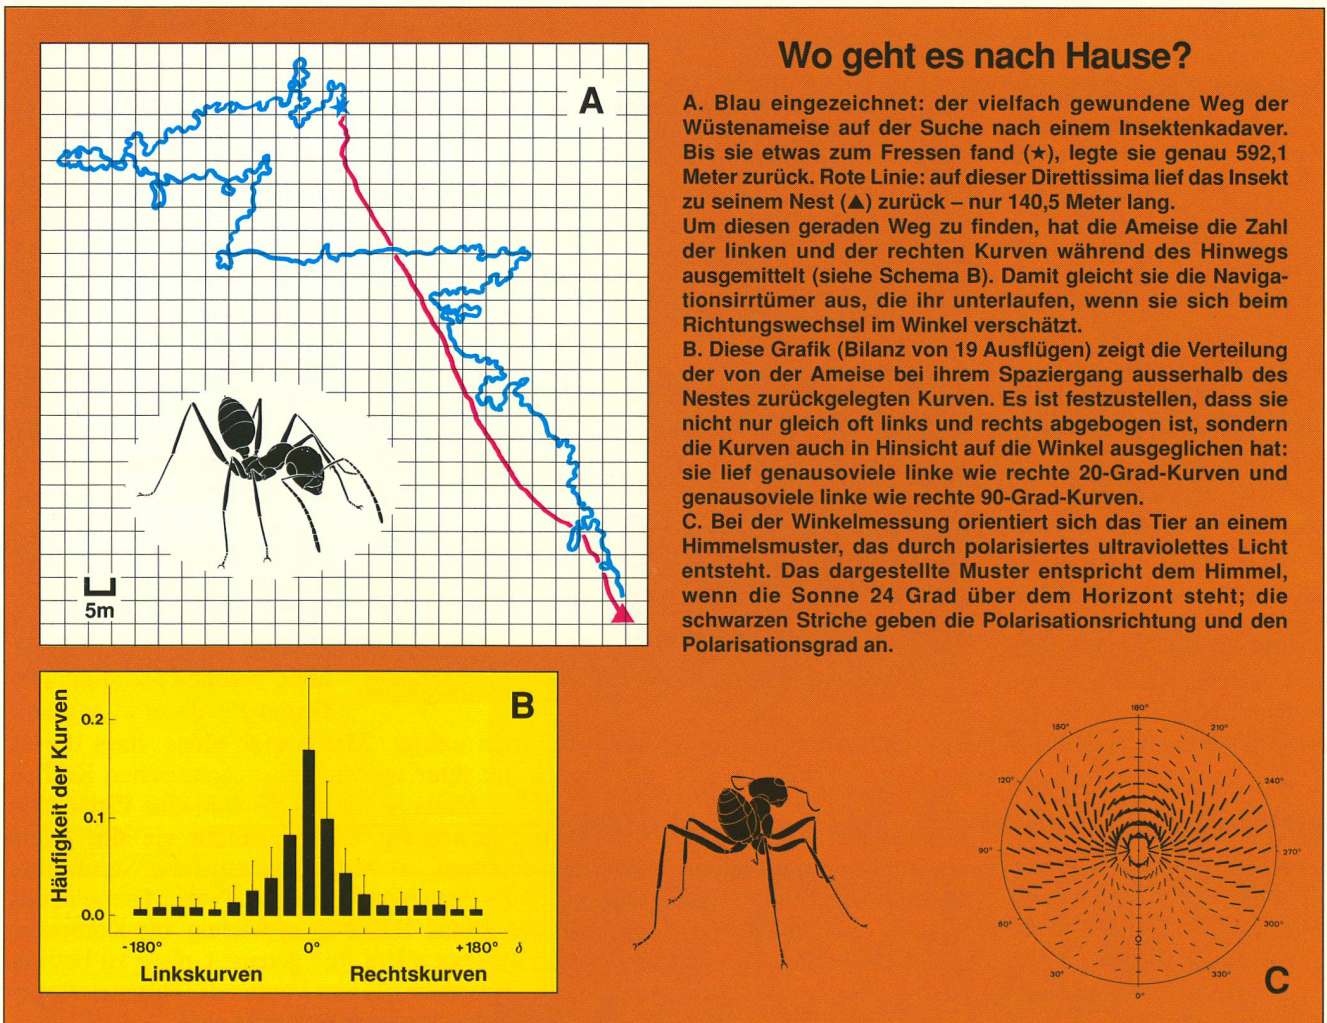 Wo geht es nach Hause?
A
A. Blau eingezeichnet: der vielfach gewundene Weg der
Wüstenameise auf der Suche nach einem Insektenkadaver.
Bis sie etwas zum Fressen fand (★), legte sie genau 592,1
Meter zurück. Rote Linie: auf dieser Direttissima lief das Insekt
zu seinem Nest (▲) zurück – nur 140,5 Meter lang.
Um diesen geraden Weg zu finden, hat die Ameise die Zahl
der linken und der rechten Kurven während des Hinwegs
ausgemittelt (siehe Schema B). Damit gleicht sie die Naviga-
tionsirrtümer aus, die ihr unterlaufen, wenn sie sich beim
Richtungswechsel im Winkel verschätzt.
B. Diese Grafik (Bilanz von 19 Ausflügen) zeigt die Verteilung
der von der Ameise bei ihrem Spaziergang ausserhalb des
Nestes zurückgelegten Kurven. Es ist festzustellen, dass sie
nicht nur gleich oft links und rechts abgebogen ist, sondern
die Kurven auch in Hinsicht auf die Winkel ausgeglichen hat:
sie lief genausoviele linke wie rechte 20-Grad-Kurven und
genausoviele linke wie rechte 90-Grad-Kurven.
C. Bei der Winkelmessung orientiert sich das Tier an einem
Himmelsmuster, das durch polarisiertes ultraviolettes Licht
entsteht. Das dargestellte Muster entspricht dem Himmel,
wenn die Sonne 24 Grad über dem Horizont steht; die
schwarzen Striche geben die Polarisationsrichtung und den
Polarisationsgrad an.
5m
B
Häufigkeit der Kurven
0.2
0.1
0.0
-180° 0° +180° δ
Linkskurven Rechtskurven
180°
150° 210°
120° 240°
90° 270°
60° 300°
30° 330°
0°
C